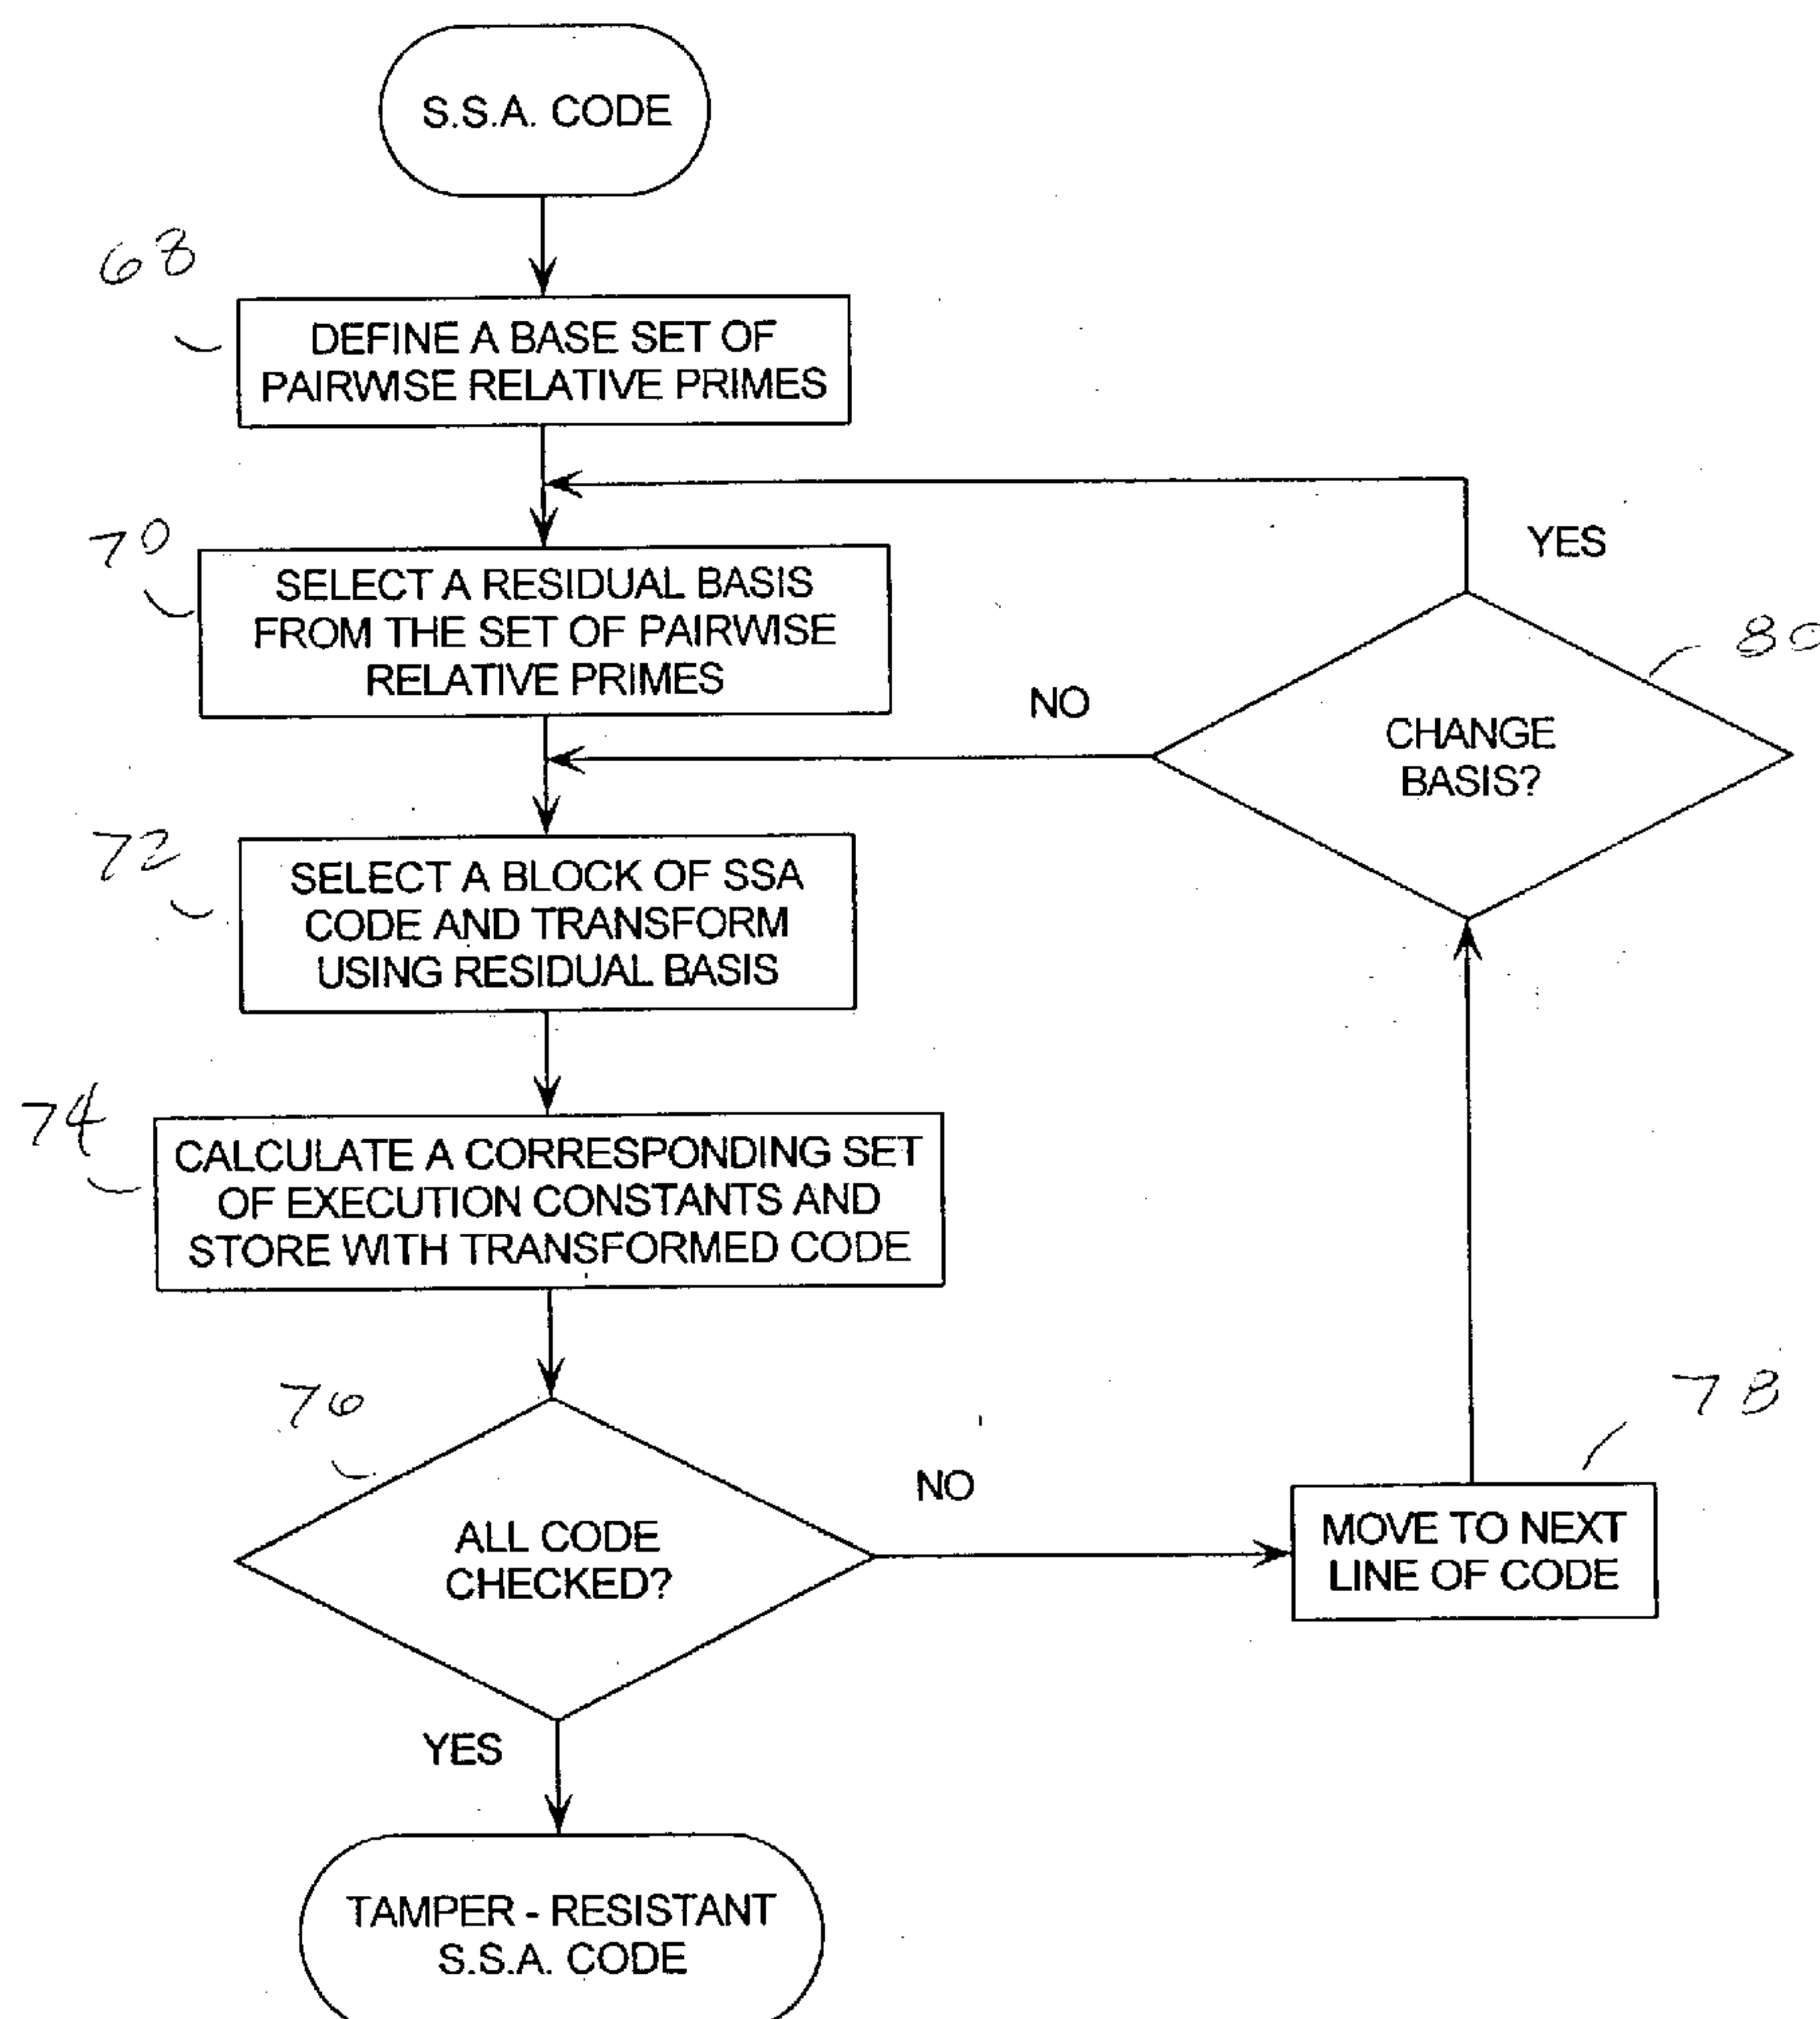 S.S.A. CODE
68
DEFINE A BASE SET OF
PAIRWISE RELATIVE PRIMES
70
SELECT A RESIDUAL BASIS
FROM THE SET OF PAIRWISE
RELATIVE PRIMES
YES
80
NO
CHANGE
BASIS?
72
SELECT A BLOCK OF SSA
CODE AND TRANSFORM
USING RESIDUAL BASIS
74
CALCULATE A CORRESPONDING SET
OF EXECUTION CONSTANTS AND
STORE WITH TRANSFORMED CODE
76
ALL CODE
CHECKED?
NO
78
MOVE TO NEXT
LINE OF CODE
YES
TAMPER - RESISTANT
S.S.A. CODE